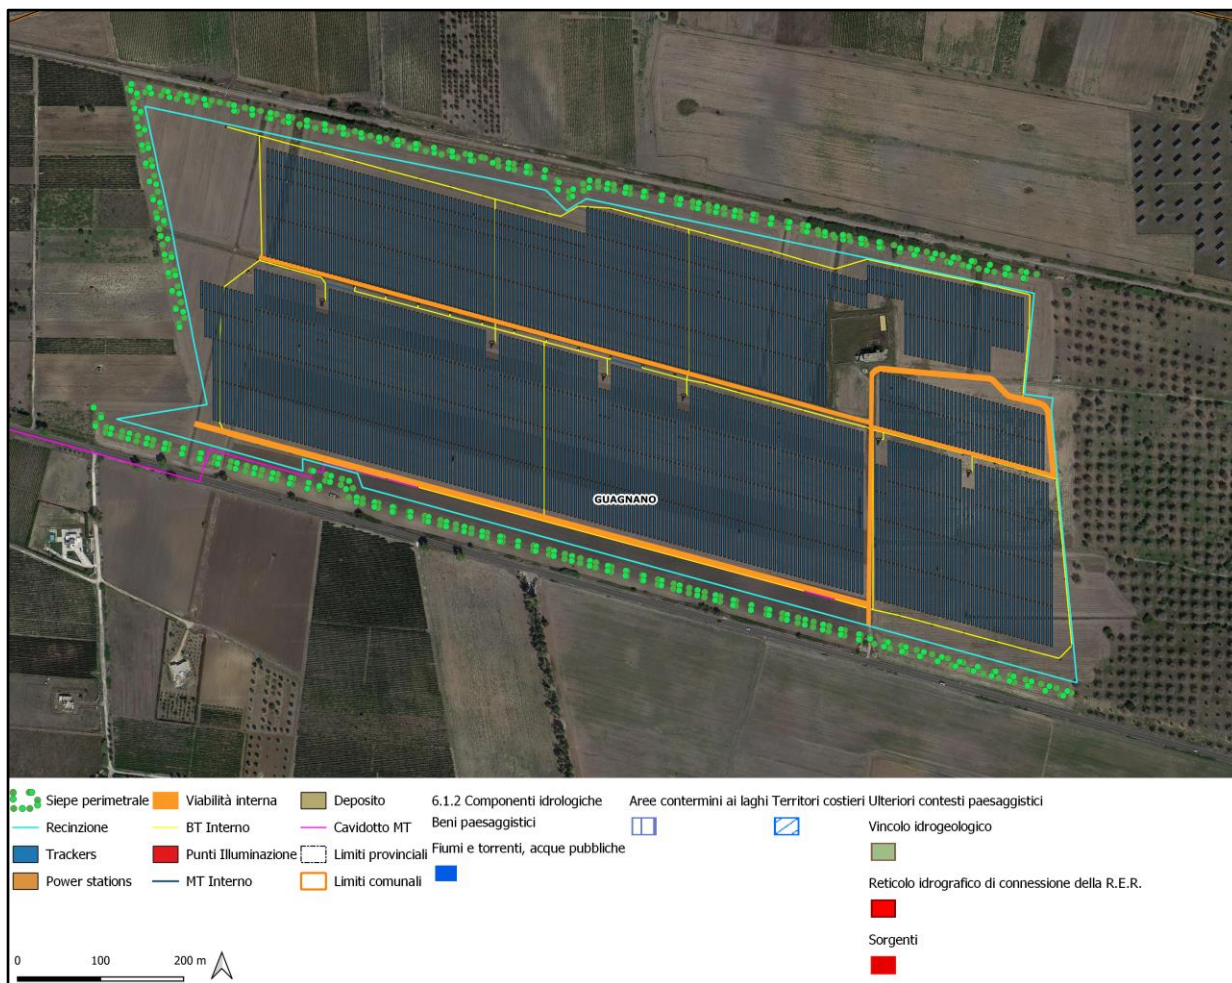 GUAGNANO
Siepe perimetrale
Recinzione
Trackers
Power stations
Viabilità interna
BT Interno
Punti Illuminazione
MT Interno
Deposito
Cavidotto MT
Limiti provinciali
Limiti comunali
6.1.2 Componenti idrologiche
Beni paesaggistici
Fiumi e torrenti, acque pubbliche
Aree contermini ai laghi
Territori costieri
Ulteriori contesti paesaggistici
Vincolo idrogeologico
Reticolo idrografico di connessione della R.E.R.
Sorgenti
0 100 200 m